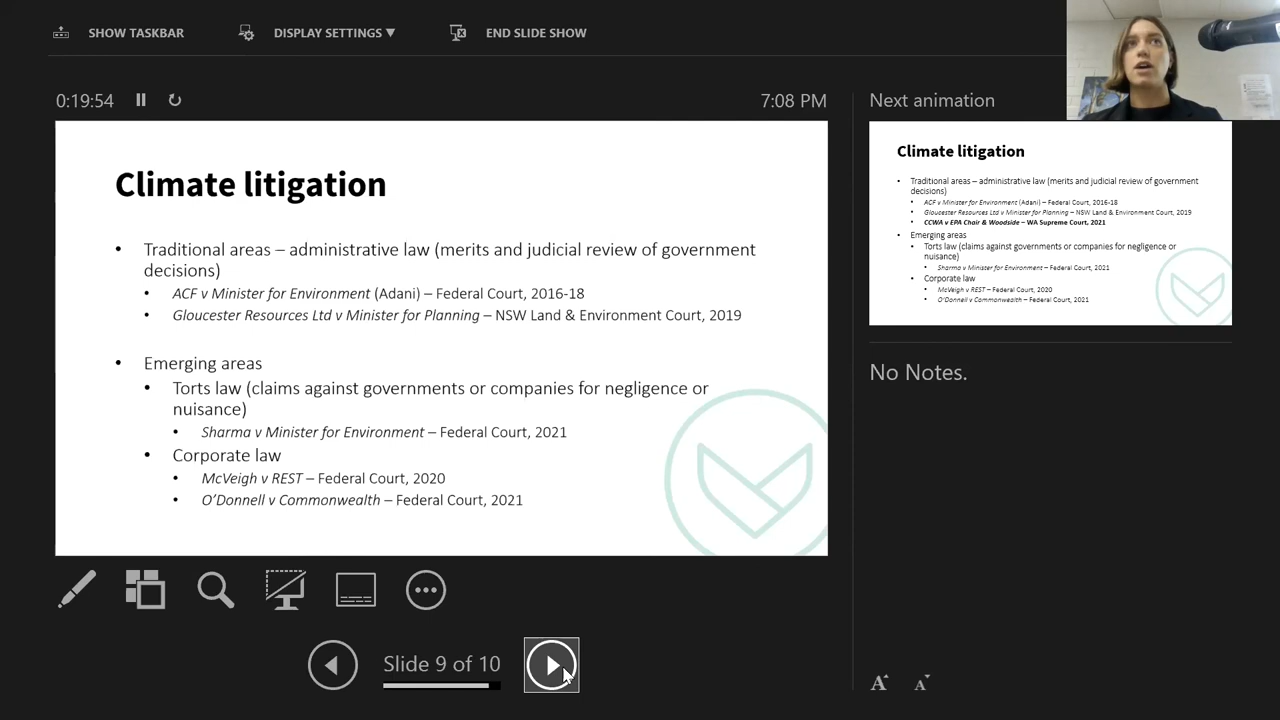 SHOW TASKBAR
DISPLAY SETTINGS ▼
END SLIDE SHOW
0:19:54
7:08 PM
Climate litigation
• Traditional areas – administrative law (merits and judicial review of government
decisions)
• ACF v Minister for Environment (Adani) – Federal Court, 2016-18
• Gloucester Resources Ltd v Minister for Planning – NSW Land & Environment Court, 2019
• Emerging areas
• Torts law (claims against governments or companies for negligence or
nuisance)
• Sharma v Minister for Environment – Federal Court, 2021
• Corporate law
• McVeigh v REST – Federal Court, 2020
• O'Donnell v Commonwealth – Federal Court, 2021
Slide 9 of 10
Next animation
Climate litigation
• Traditional areas – administrative law (merits and judicial review of government
decisions)
• ACF v Minister for Environment (Adani) – Federal Court, 2016-18
• Gloucester Resources Ltd v Minister for Planning – NSW Land & Environment Court, 2019
• CCWA v EPA Chair & Woodside – WA Supreme Court, 2021
• Emerging areas
• Torts law (claims against governments or companies for negligence or
nuisance)
• Sharma v Minister for Environment – Federal Court, 2021
• Corporate law
• McVeigh v REST – Federal Court, 2020
• O'Donnell v Commonwealth – Federal Court, 2021
No Notes.
A A